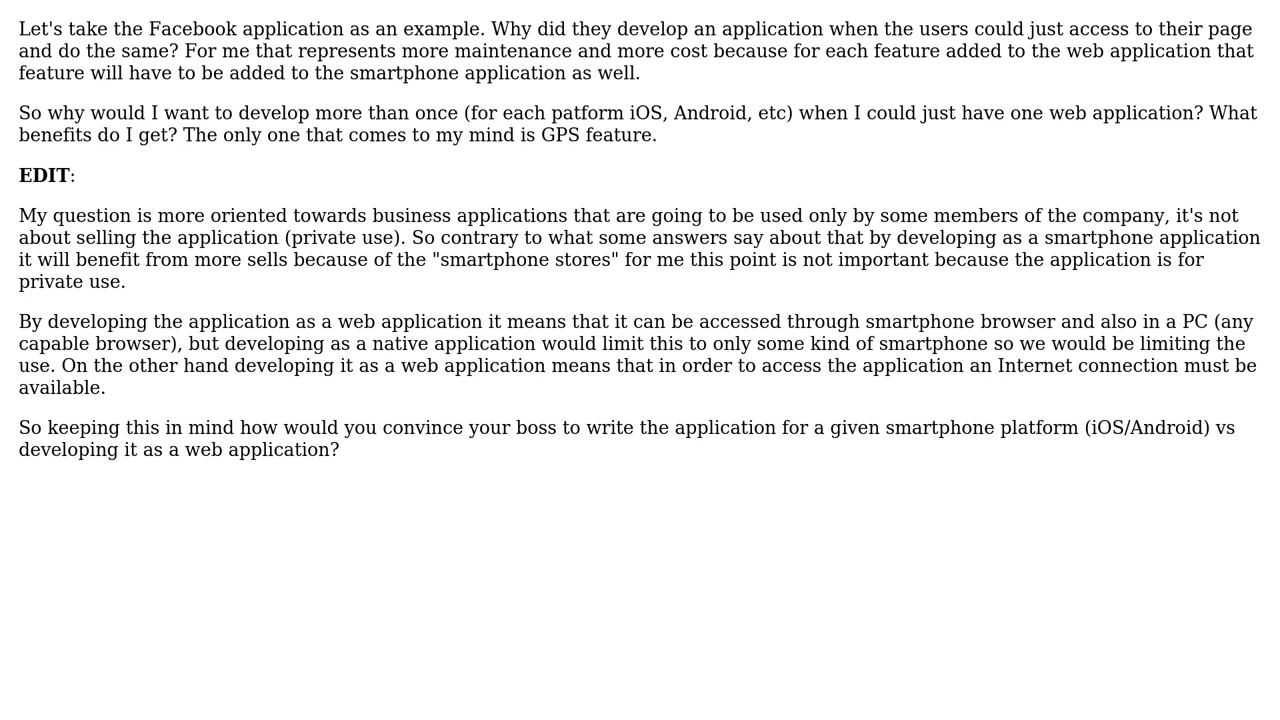 Let's take the Facebook application as an example. Why did they develop an application when the users could just access to their page
and do the same? For me that represents more maintenance and more cost because for each feature added to the web application that
feature will have to be added to the smartphone application as well.
So why would I want to develop more than once (for each patform iOS, Android, etc) when I could just have one web application? What
benefits do I get? The only one that comes to my mind is GPS feature.
EDIT:
My question is more oriented towards business applications that are going to be used only by some members of the company, it's not
about selling the application (private use). So contrary to what some answers say about that by developing as a smartphone application
it will benefit from more sells because of the "smartphone stores" for me this point is not important because the application is for
private use.
By developing the application as a web application it means that it can be accessed through smartphone browser and also in a PC (any
capable browser), but developing as a native application would limit this to only some kind of smartphone so we would be limiting the
use. On the other hand developing it as a web application means that in order to access the application an Internet connection must be
available.
So keeping this in mind how would you convince your boss to write the application for a given smartphone platform (iOS/Android) vs
developing it as a web application?